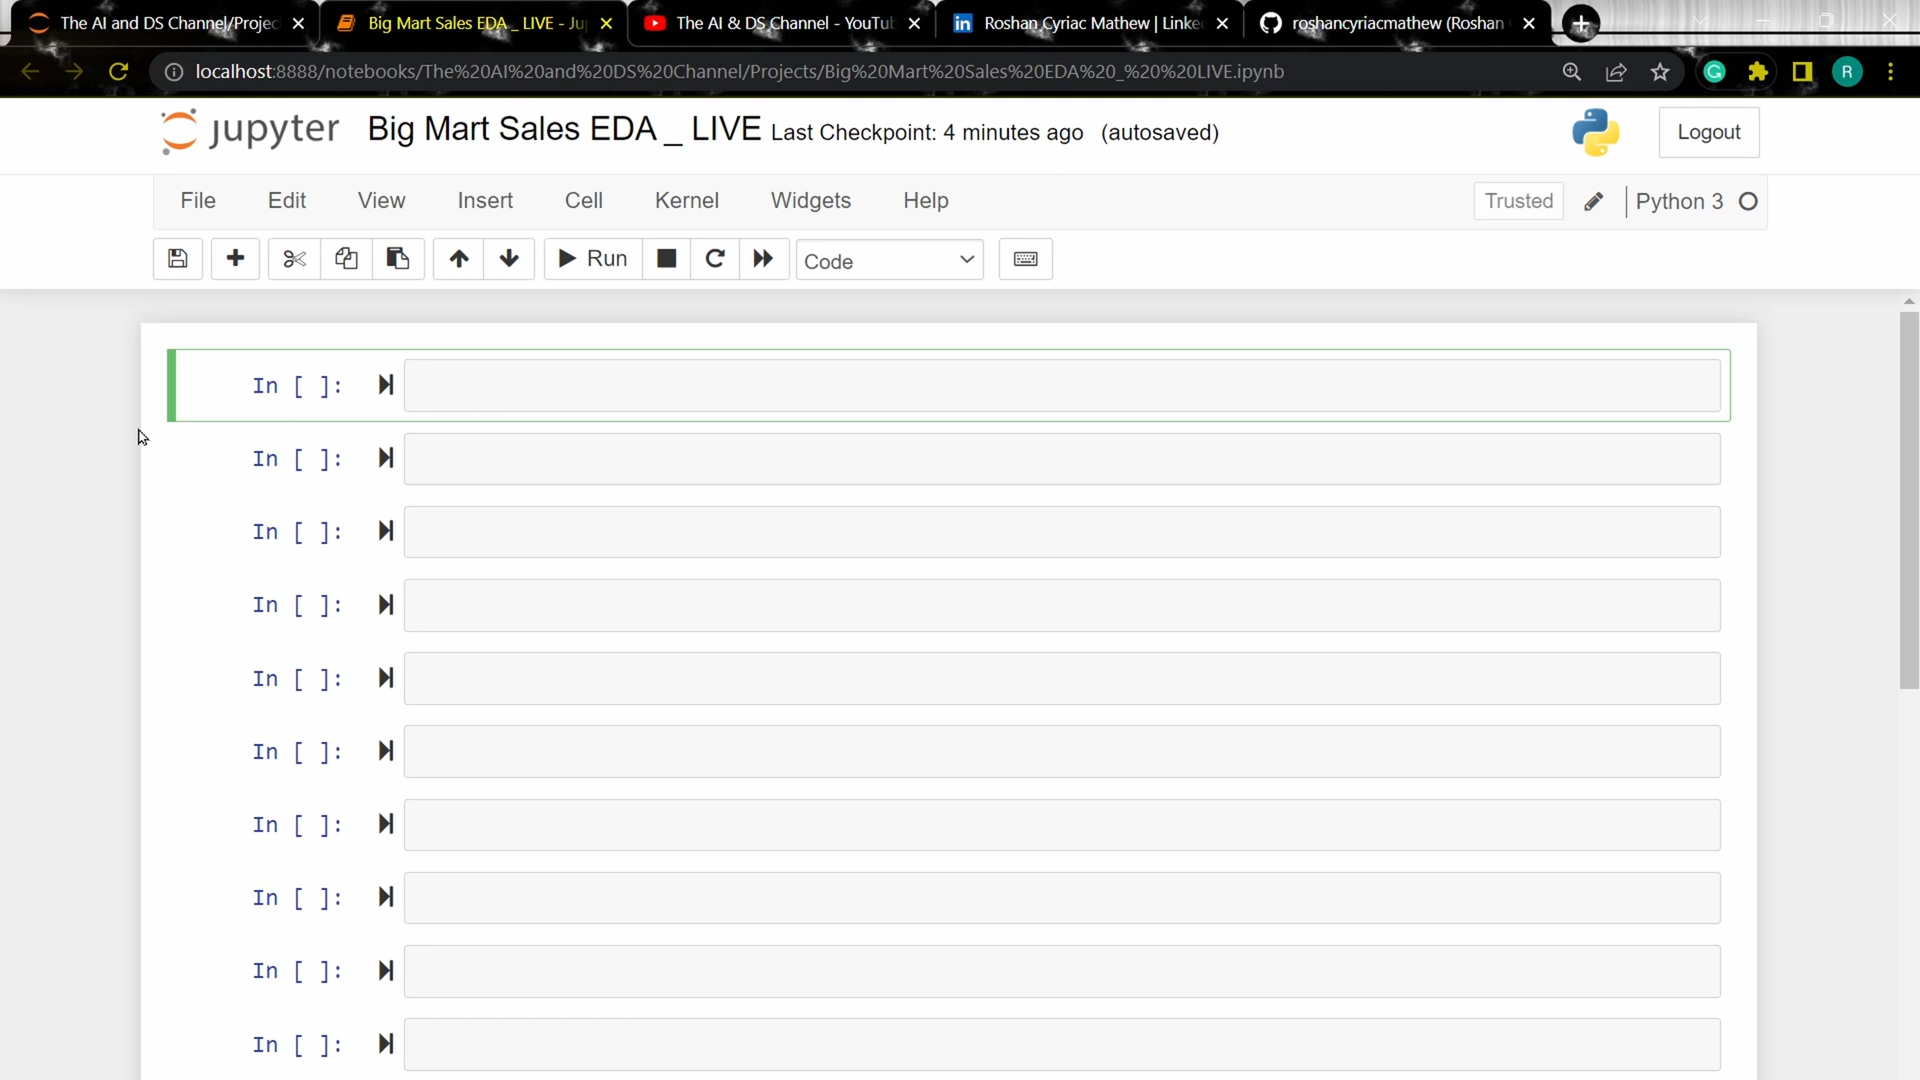 The AI and DS Channel/Projec
Big Mart Sales EDA _ LIVE - Ju
The AI & DS Channel - YouTub
in Roshan Cyriac Mathew | Linke
roshancyriacmathew (Roshan
localhost:8888/notebooks/The%20AI%20and%20DS%20Channel/Projects/Big%20Mart%20Sales%20EDA%20_%20%20LIVE.ipynb
G
R
jupyter Big Mart Sales EDA _ LIVE Last Checkpoint: 4 minutes ago (autosaved)
Logout
File Edit View Insert Cell Kernel Widgets Help
Trusted
Python 3
Run
Code
In [ ]:
In [ ]:
In [ ]:
In [ ]:
In [ ]:
In [ ]:
In [ ]:
In [ ]:
In [ ]:
In [ ]: